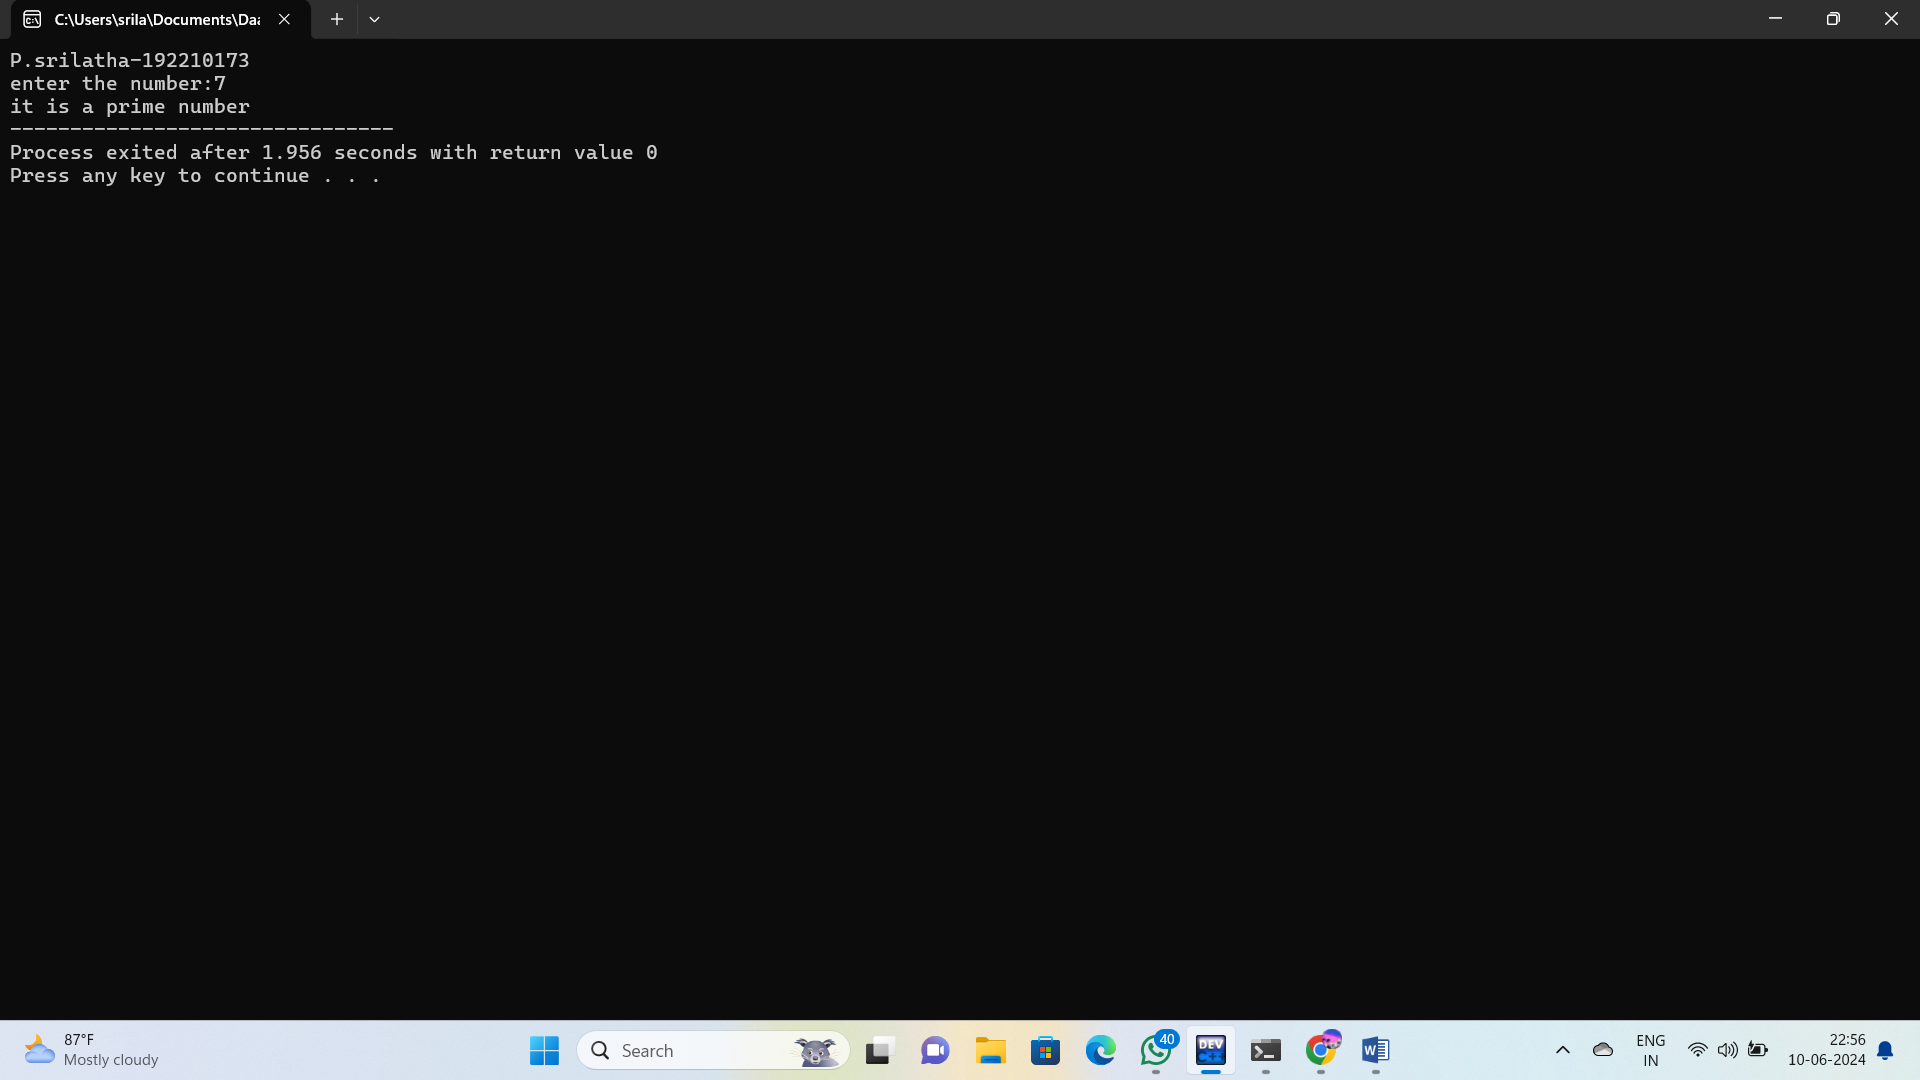 C:\Users\srila\Documents\Daa
P.srilatha-192210173
enter the number:7
it is a prime number
--------------------------------
Process exited after 1.956 seconds with return value 0
Press any key to continue . . .
87°F
Mostly cloudy
Search
40
DEV
C++
W
ENG
IN
22:56
10-06-2024